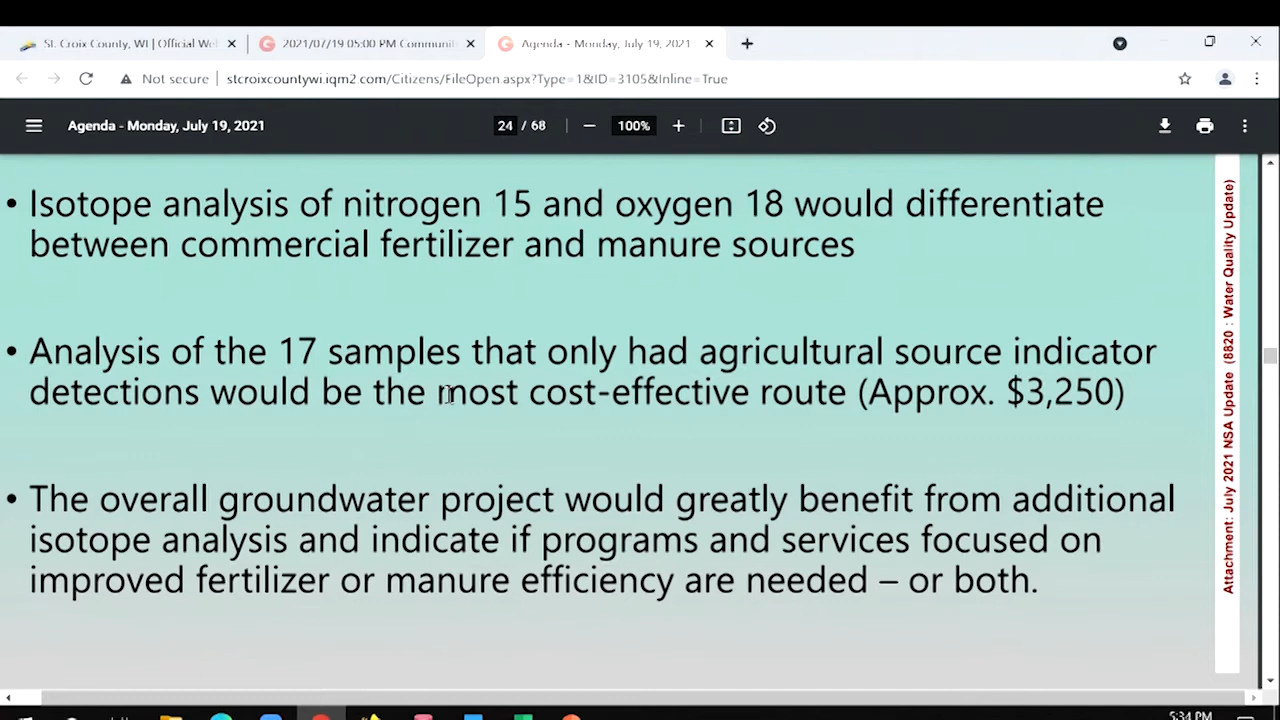 St. Croix County, WI | Official Wel
2021/07/19 05:00 PM Communit
Agenda - Monday, July 19, 2021
Not secure
stcroixcountywi.iqm2.com/Citizens/FileOpen.aspx?Type=1&ID=3105&Inline=True
Agenda - Monday, July 19, 2021
24 / 68
100%
• Isotope analysis of nitrogen 15 and oxygen 18 would differentiate
between commercial fertilizer and manure sources
• Analysis of the 17 samples that only had agricultural source indicator
detections would be the most cost-effective route (Approx. $3,250)
• The overall groundwater project would greatly benefit from additional
isotope analysis and indicate if programs and services focused on
improved fertilizer or manure efficiency are needed – or both.
Attachment: July 2021 NSA Update (8820 : Water Quality Update)
5:34 PM